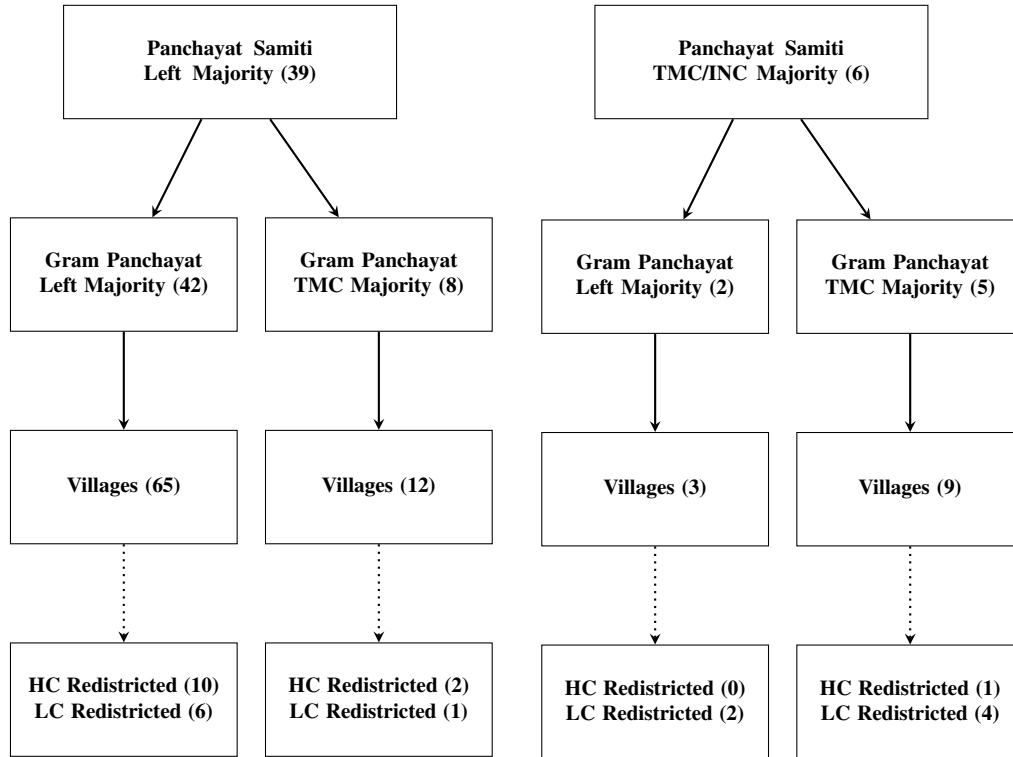 Panchayat Samiti
Left Majority (39)
Panchayat Samiti
TMC/INC Majority (6)
Gram Panchayat
Left Majority (42)
Gram Panchayat
TMC Majority (8)
Gram Panchayat
Left Majority (2)
Gram Panchayat
TMC Majority (5)
Villages (65)
Villages (12)
Villages (3)
Villages (9)
HC Redistricted (10)
LC Redistricted (6)
HC Redistricted (2)
LC Redistricted (1)
HC Redistricted (0)
LC Redistricted (2)
HC Redistricted (1)
LC Redistricted (4)